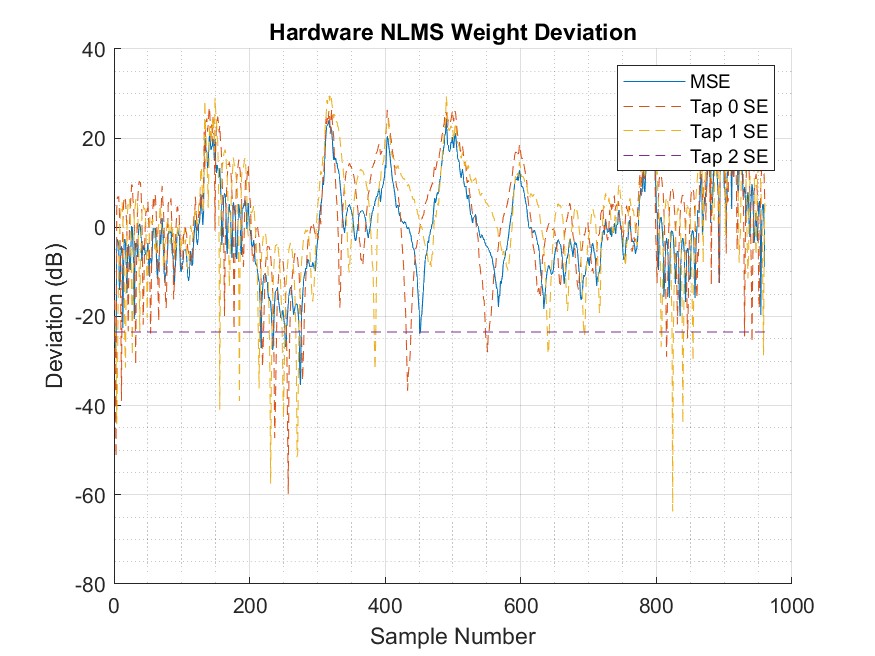 Hardware NLMS Weight Deviation
40
20
0
-20
-40
-60
-80
Deviation (dB)
0
200
400
600
800
1000
Sample Number
MSE
Tap 0 SE
Tap 1 SE
Tap 2 SE